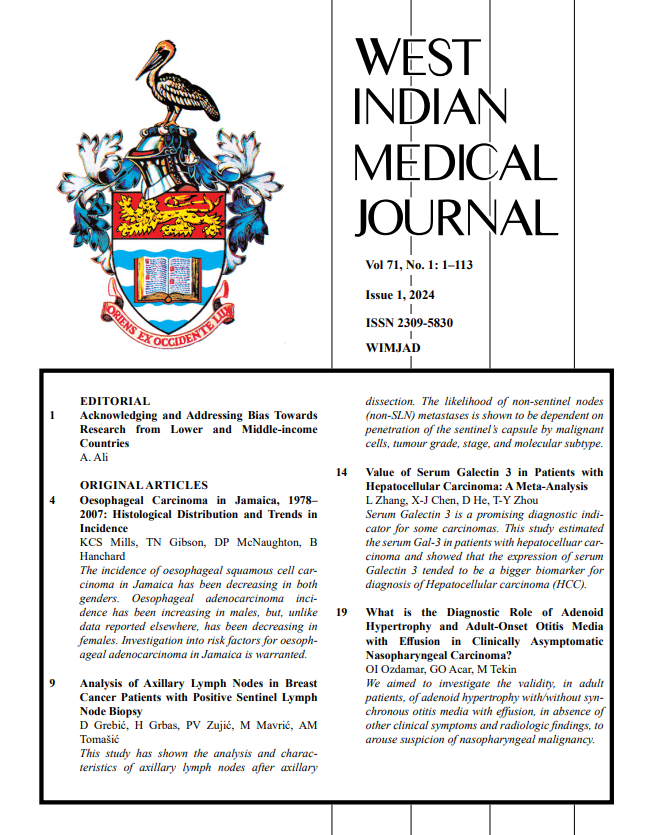 WEST
INDIAN
MEDICAL
JOURNAL
Vol 71, No. 1: 1–113
Issue 1, 2024
ISSN 2309-5830
WIMJAD
ORIENS EX OCCIDENTE LUX
EDITORIAL
1 Acknowledging and Addressing Bias Towards
Research from Lower and Middle-income
Countries
A. Ali
ORIGINAL ARTICLES
4 Oesophageal Carcinoma in Jamaica, 1978–
2007: Histological Distribution and Trends in
Incidence
KCS Mills, TN Gibson, DP McNaughton, B
Hanchard
The incidence of oesophageal squamous cell car-
cinoma in Jamaica has been decreasing in both
genders. Oesophageal adenocarcinoma inci-
dence has been increasing in males, but, unlike
data reported elsewhere, has been decreasing in
females. Investigation into risk factors for oesoph-
ageal adenocarcinoma in Jamaica is warranted.
9 Analysis of Axillary Lymph Nodes in Breast
Cancer Patients with Positive Sentinel Lymph
Node Biopsy
D Grebić, H Grbas, PV Zujić, M Mavrić, AM
Tomašić
This study has shown the analysis and charac-
teristics of axillary lymph nodes after axillary
dissection. The likelihood of non-sentinel nodes
(non-SLN) metastases is shown to be dependent on
penetration of the sentinel's capsule by malignant
cells, tumour grade, stage, and molecular subtype.
14 Value of Serum Galectin 3 in Patients with
Hepatocellular Carcinoma: A Meta-Analysis
L Zhang, X-J Chen, D He, T-Y Zhou
Serum Galectin 3 is a promising diagnostic indi-
cator for some carcinomas. This study estimated
the serum Gal-3 in patients with hepatocelluar car-
cinoma and showed that the expression of serum
Galectin 3 tended to be a bigger biomarker for
diagnosis of Hepatocellular carcinoma (HCC).
19 What is the Diagnostic Role of Adenoid
Hypertrophy and Adult-Onset Otitis Media
with Effusion in Clinically Asymptomatic
Nasopharyngeal Carcinoma?
OI Ozdamar, GO Acar, M Tekin
We aimed to investigate the validity, in adult
patients, of adenoid hypertrophy with/without syn-
chronous otitis media with effusion, in absence of
other clinical symptoms and radiologic findings, to
arouse suspicion of nasopharyngeal malignancy.